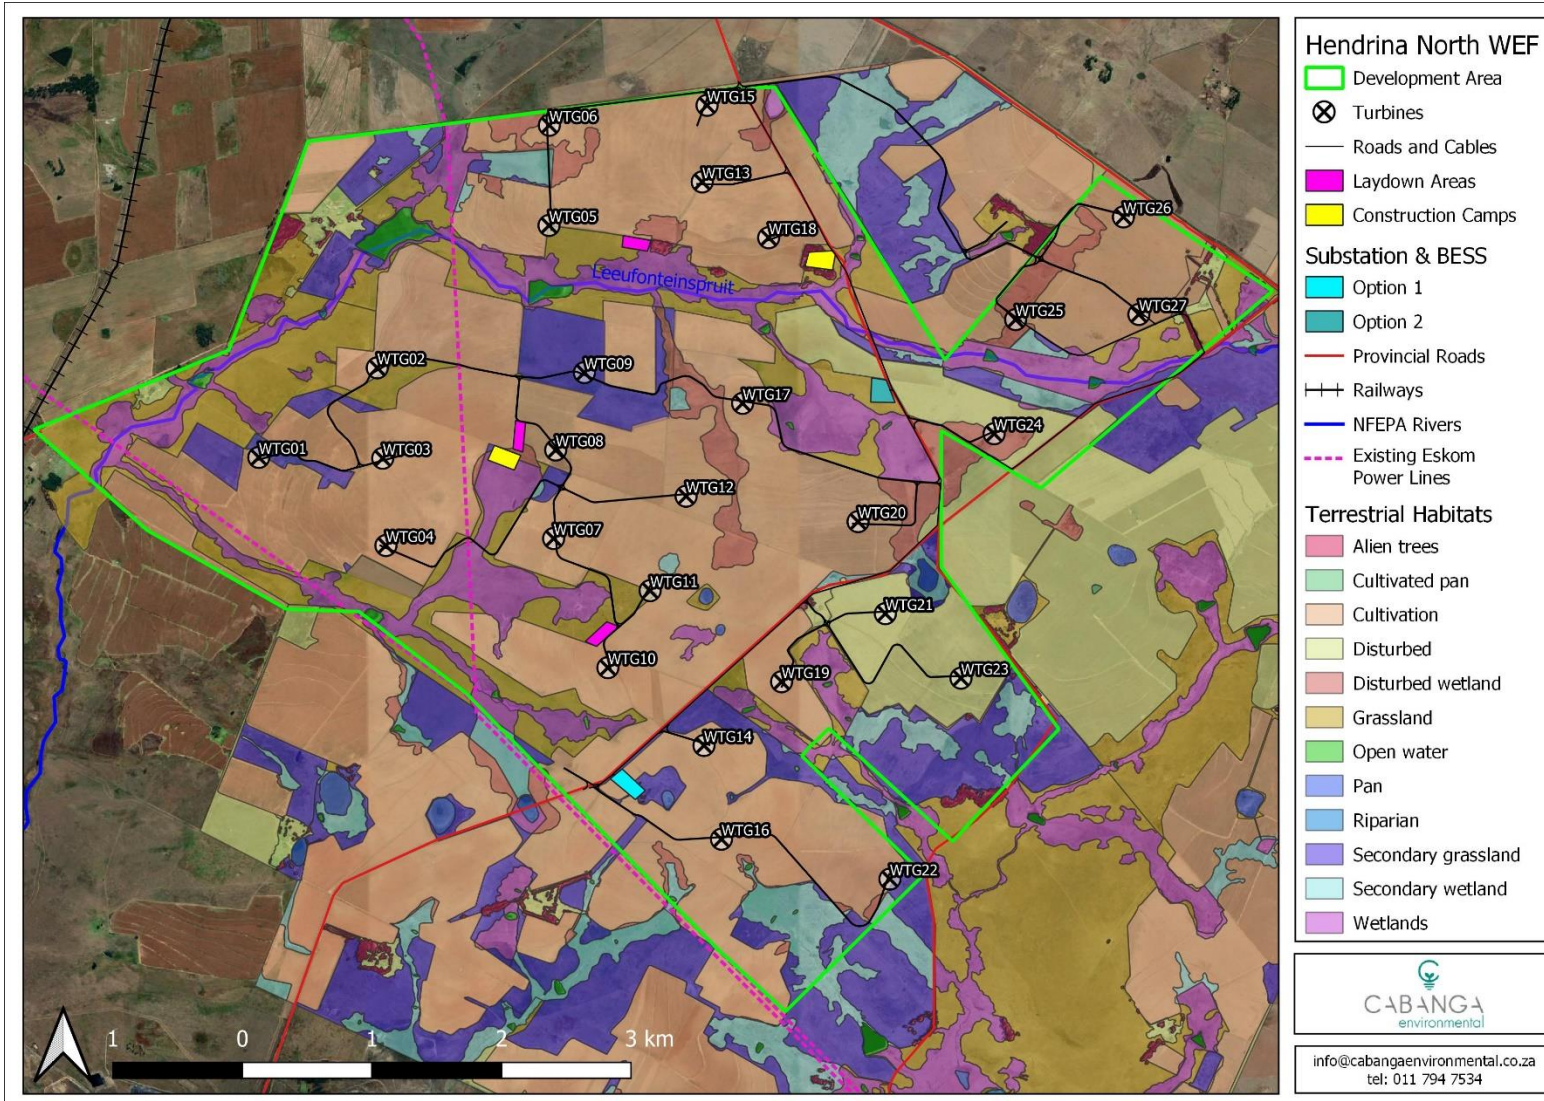 WTG15
WTG06
WTG13
WTG26
WTG05
WTG18
Leeufonteinspruit
WTG25
WTG27
WTG02
WTG09
WTG17
WTG24
WTG01
WTG03
WTG08
WTG12
WTG20
WTG04
WTG07
WTG11
WTG21
WTG10
WTG19
WTG23
WTG14
WTG16
WTG22
1 0 1 2 3 km
Hendrina North WEF
Development Area
Turbines
Roads and Cables
Laydown Areas
Construction Camps
Substation & BESS
Option 1
Option 2
Provincial Roads
Railways
NFEPA Rivers
Existing Eskom
Power Lines
Terrestrial Habitats
Alien trees
Cultivated pan
Cultivation
Disturbed
Disturbed wetland
Grassland
Open water
Pan
Riparian
Secondary grassland
Secondary wetland
Wetlands
CABANGA
environmental
info@cabangaenvironmental.co.za
tel: 011 794 7534